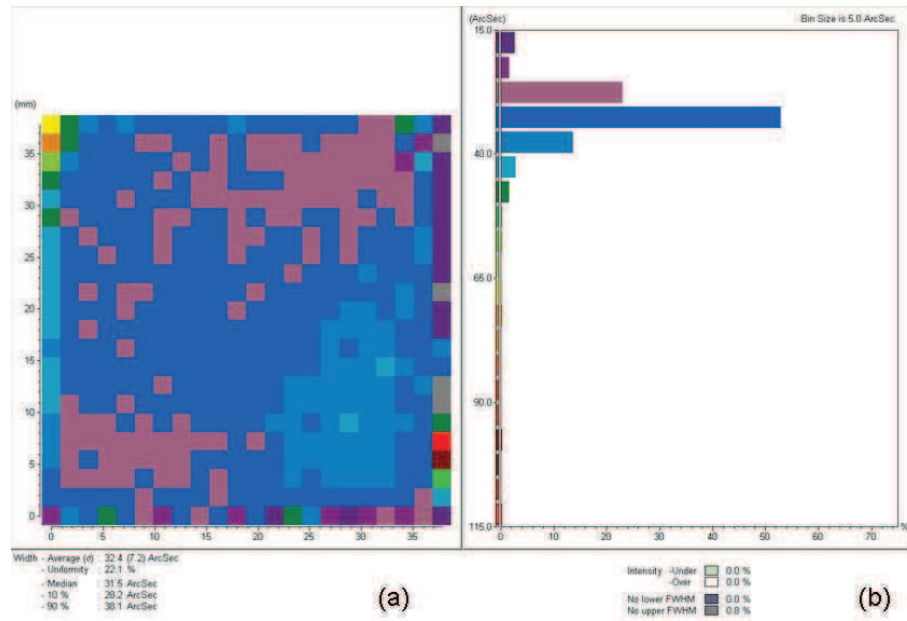 (ArcSec)
Bin Size is 5.0 ArcSec
15.0
40.0
65.0
90.0
115.0
0
10
20
30
40
50
60
70
%
(mm)
35
30
25
20
15
10
5
0
0
5
10
15
20
25
30
35
Width - Average (σ) : 32.4 (7.2) ArcSec
- Uniformity : 22.1 %
- Median : 31.5 ArcSec
- 10 % : 28.2 ArcSec
- 90 % : 38.1 ArcSec
(a)
Intensity -Under 0.0 %
-Over 0.0 %
No lower FWHM 0.0 %
No upper FWHM 0.8 %
(b)